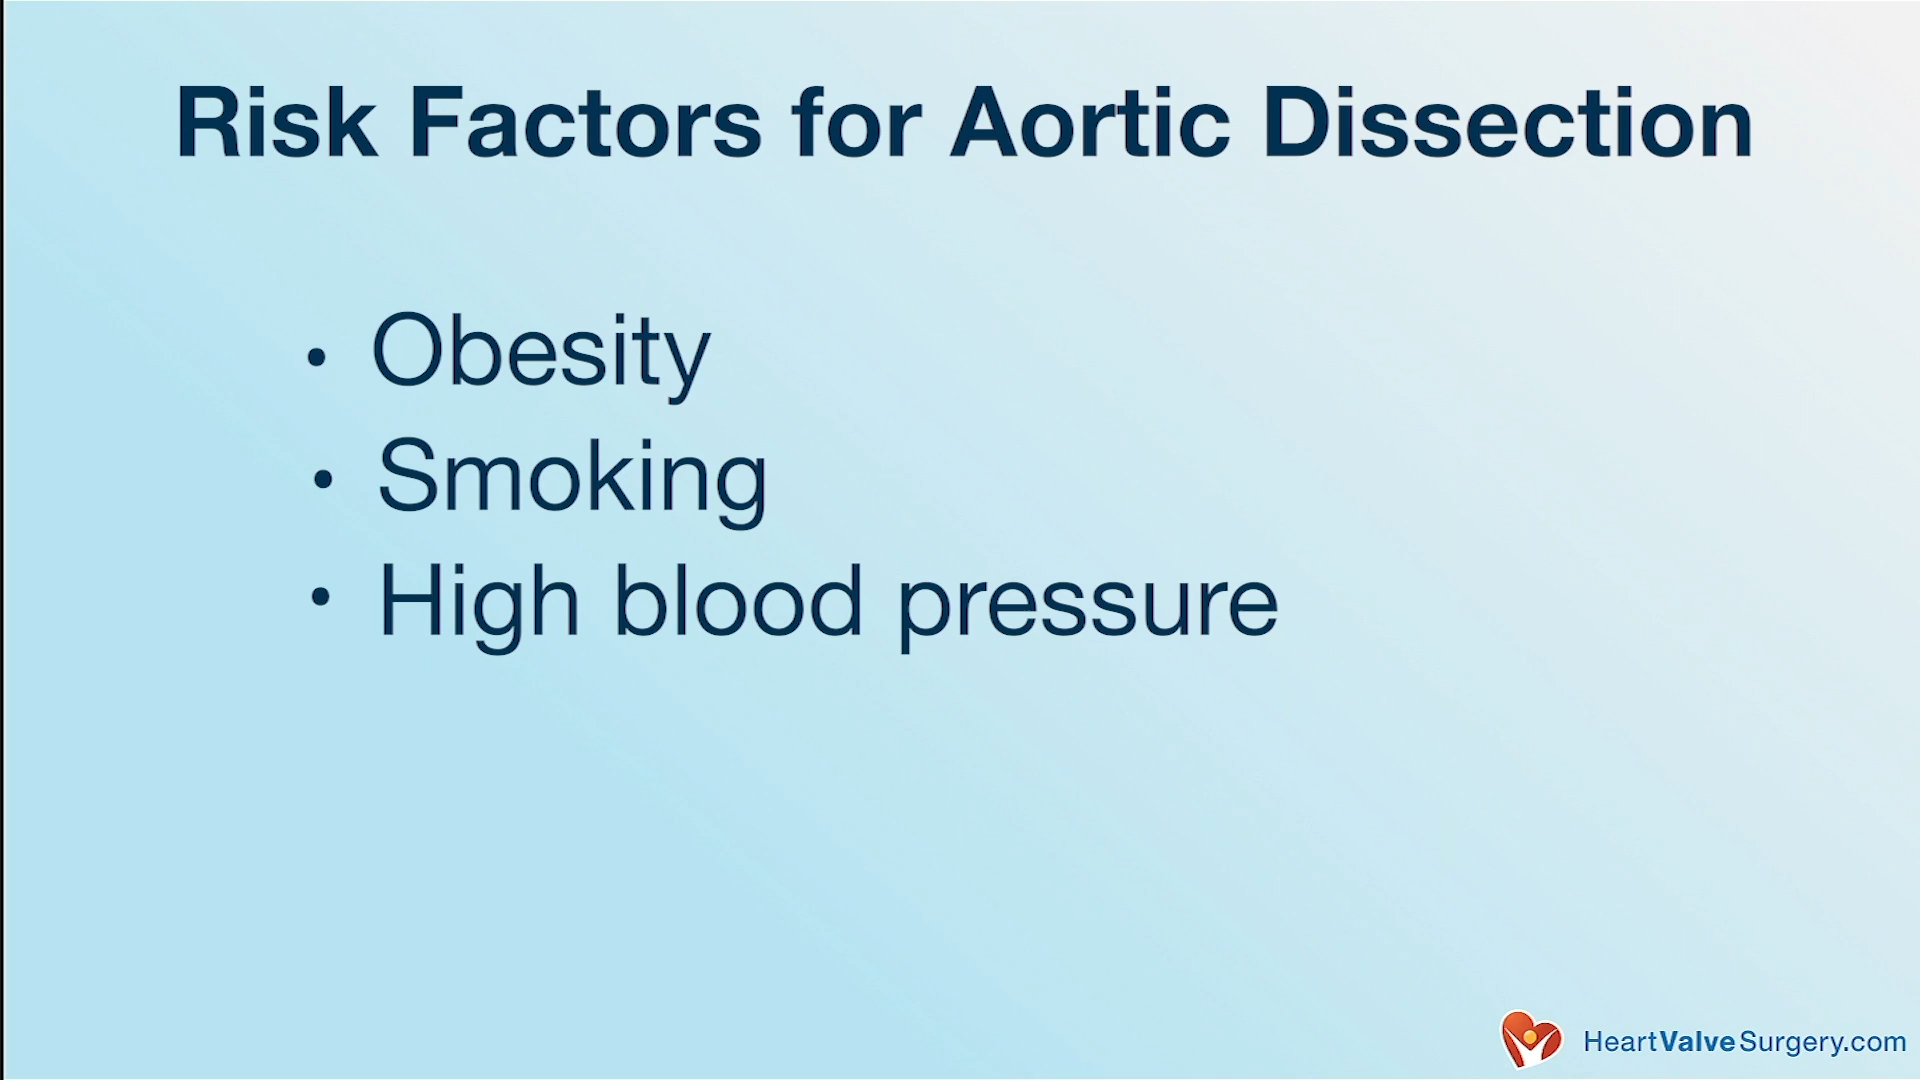 Risk Factors for Aortic Dissection
• Obesity
• Smoking
• High blood pressure
HeartValveSurgery.com